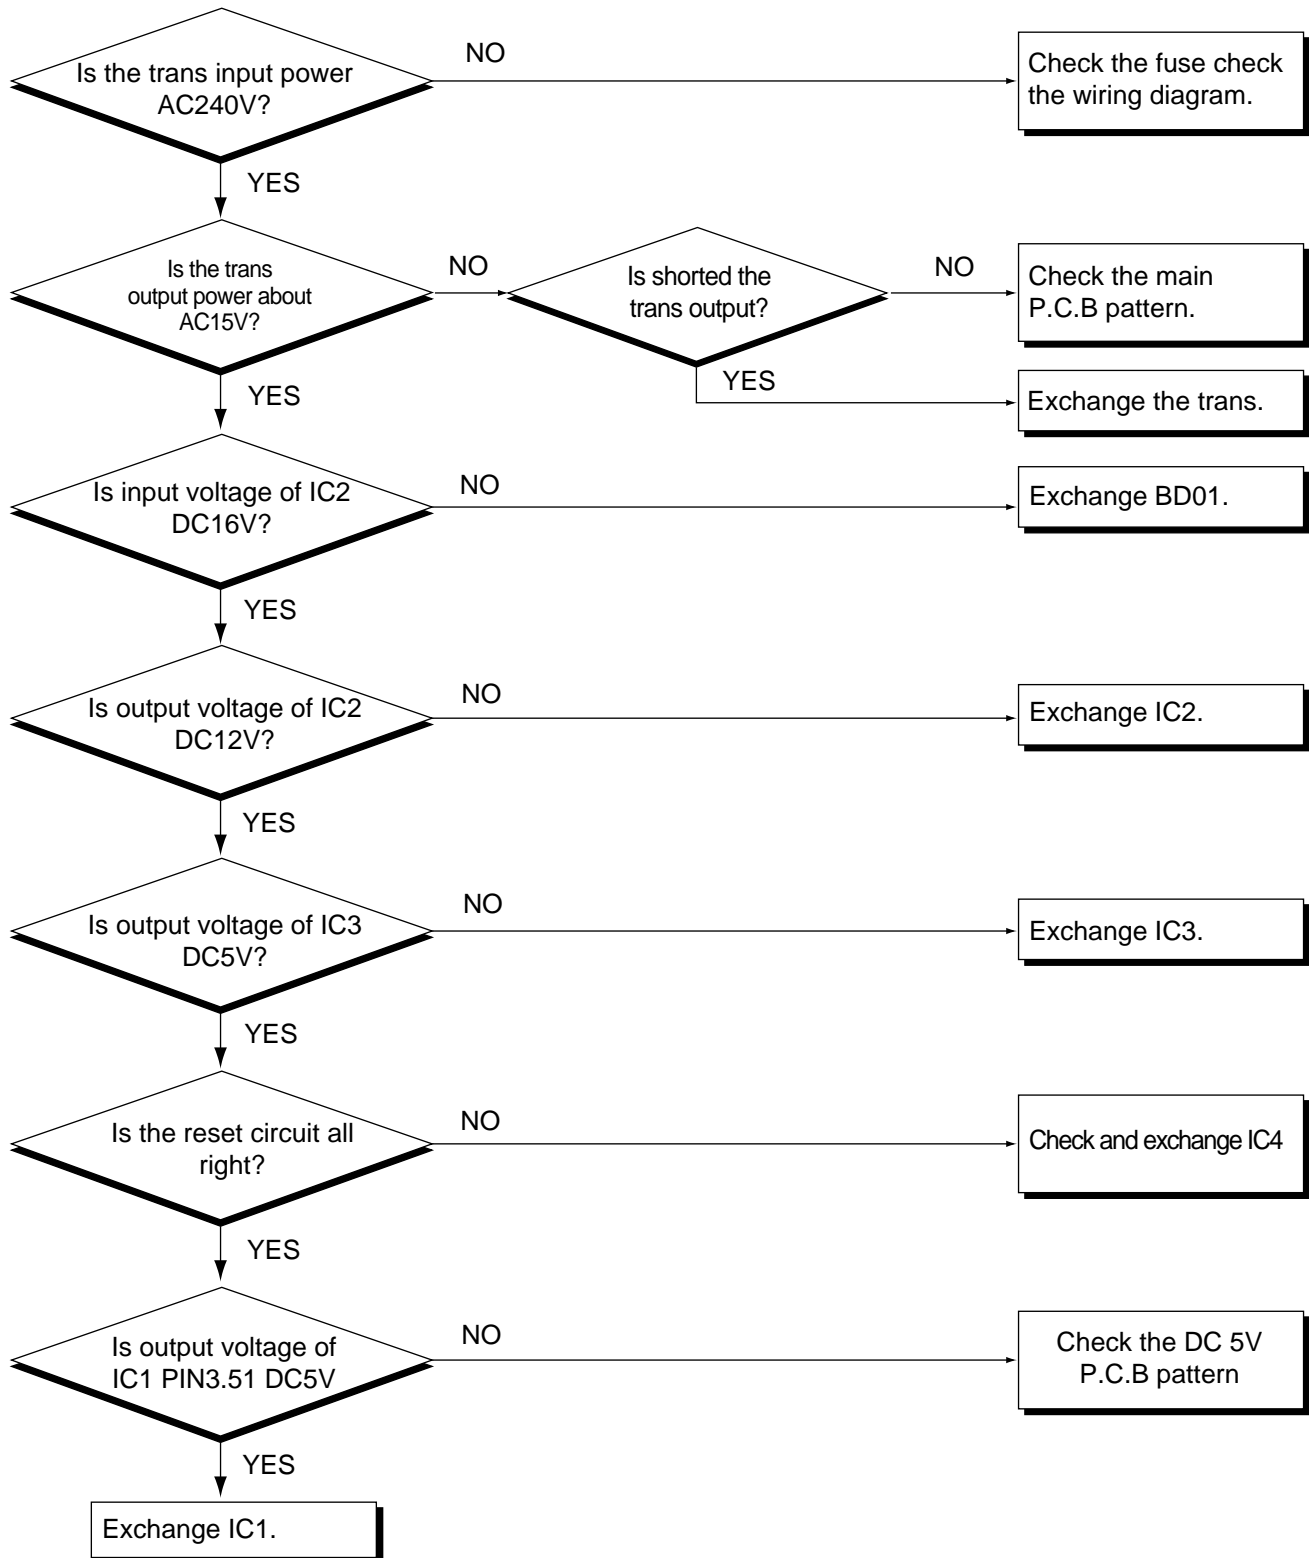 Is the trans input power
AC240V?
NO
Check the fuse check
the wiring diagram.
YES
Is the trans
output power about
AC15V?
NO
Is shorted the
trans output?
NO
Check the main
P.C.B pattern.
YES
Exchange the trans.
YES
Is input voltage of IC2
DC16V?
NO
Exchange BD01.
YES
Is output voltage of IC2
DC12V?
NO
Exchange IC2.
YES
Is output voltage of IC3
DC5V?
NO
Exchange IC3.
YES
Is the reset circuit all
right?
NO
Check and exchange IC4
YES
Is output voltage of
IC1 PIN3.51 DC5V
NO
Check the DC 5V
P.C.B pattern
YES
Exchange IC1.